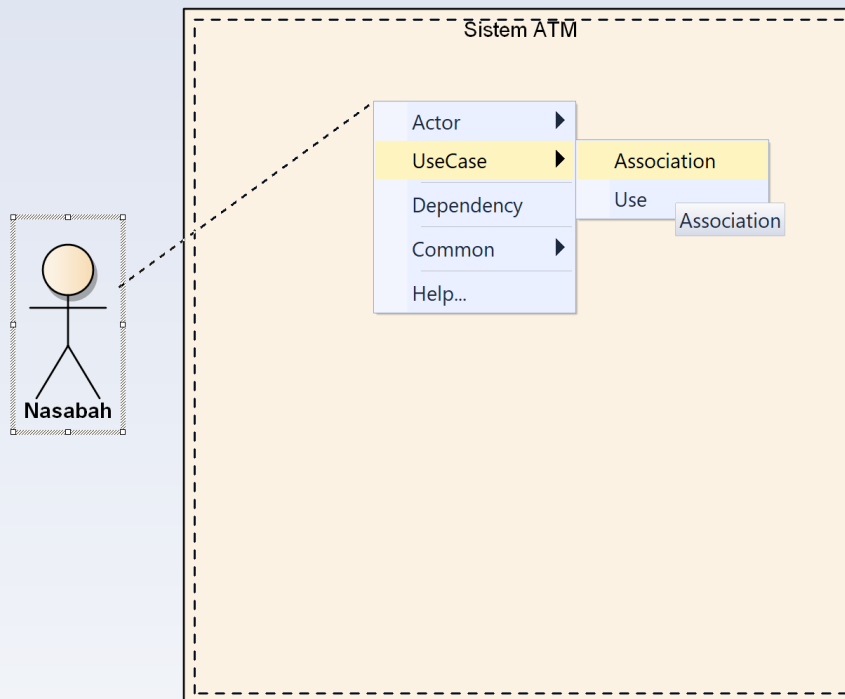 Sistem ATM
Actor
UseCase
Association
Dependency
Use
Association
Common
Help...
Nasabah